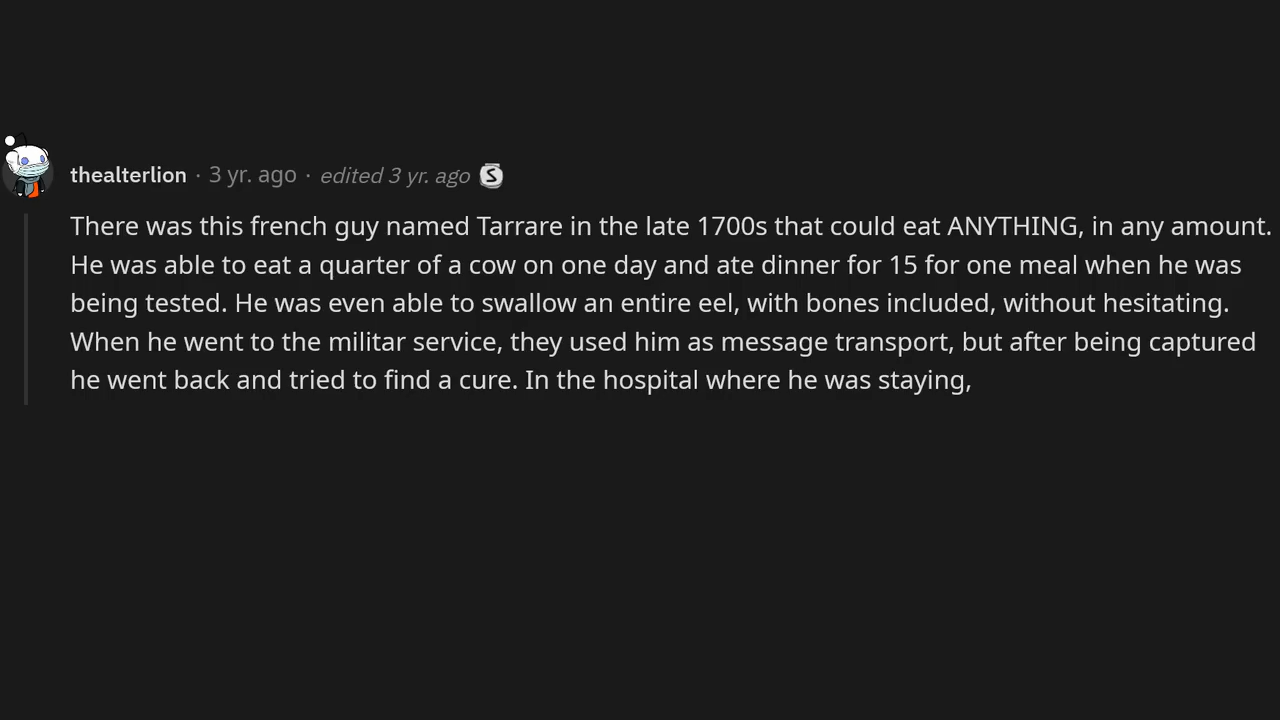 thealterlion · 3 yr. ago · edited 3 yr. ago S
There was this french guy named Tarrare in the late 1700s that could eat ANYTHING, in any amount.
He was able to eat a quarter of a cow on one day and ate dinner for 15 for one meal when he was
being tested. He was even able to swallow an entire eel, with bones included, without hesitating.
When he went to the militar service, they used him as message transport, but after being captured
he went back and tried to find a cure. In the hospital where he was staying,